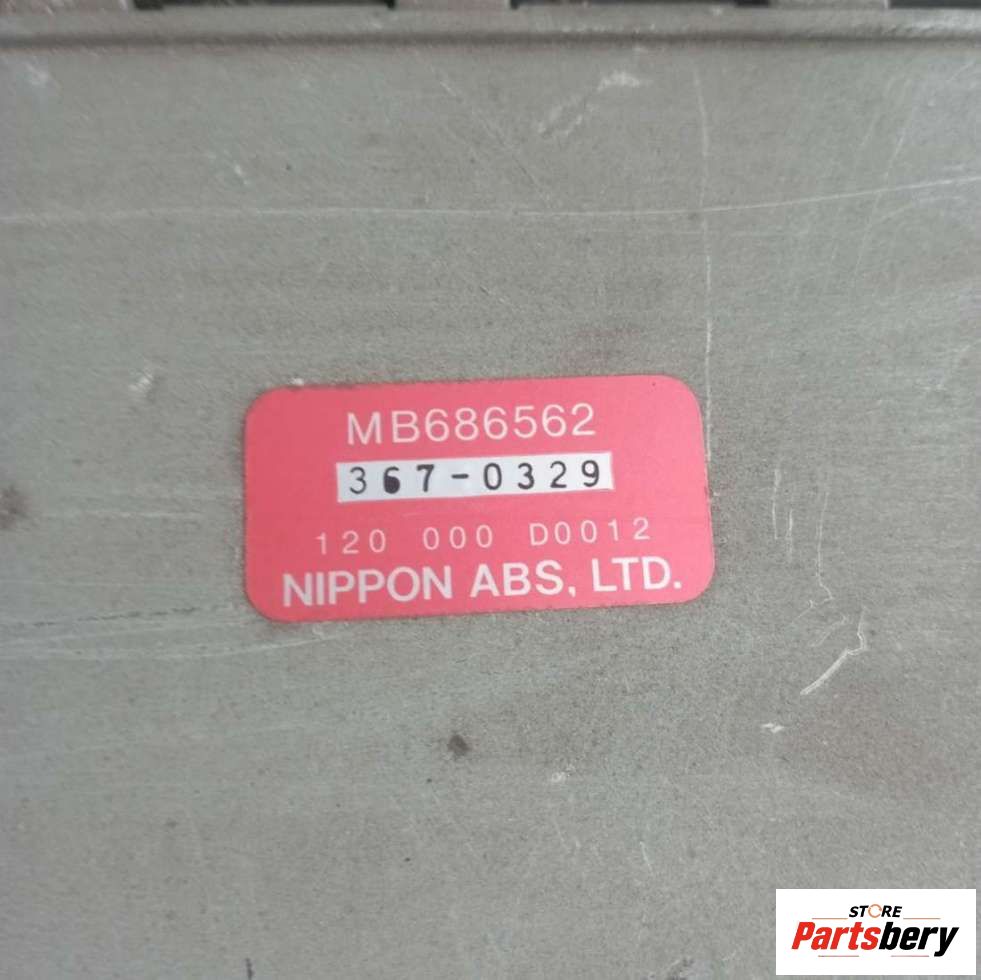 MB686562
367-0329
120 000 D0012
NIPPON ABS, LTD.
STORE
Partsbery